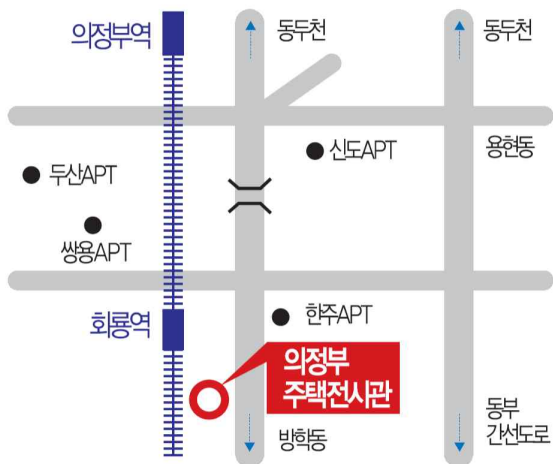 의정부역
동두천
동두천
신도APT
용현동
두산APT
쌍용APT
회룡역
한주APT
의정부
주택전시관
방학동
동부
간선도로